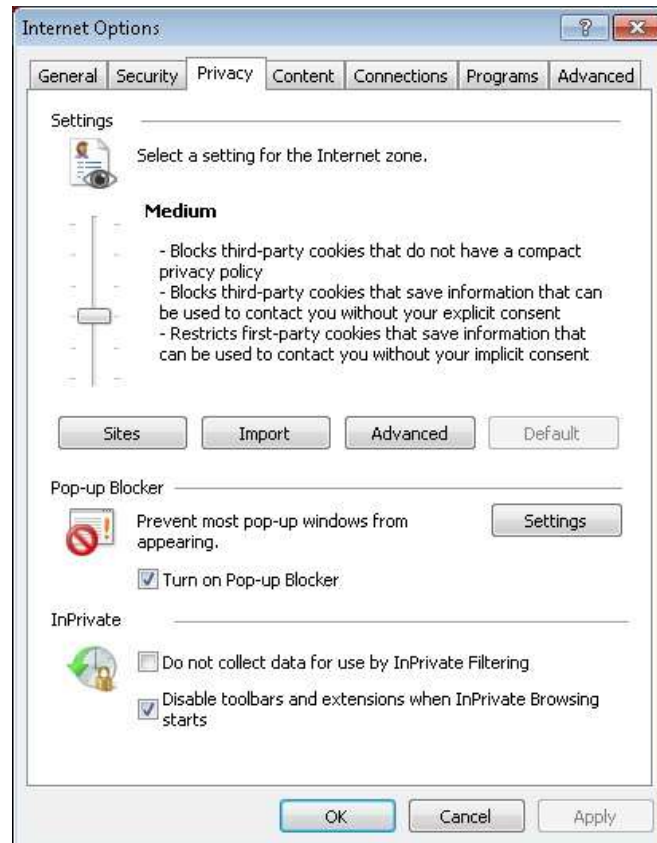 Internet Options
General Security Privacy Content Connections Programs Advanced
Settings
Select a setting for the Internet zone.
Medium
- Blocks third-party cookies that do not have a compact
privacy policy
- Blocks third-party cookies that save information that can
be used to contact you without your explicit consent
- Restricts first-party cookies that save information that
can be used to contact you without your implicit consent
Sites Import Advanced Default
Pop-up Blocker
Prevent most pop-up windows from
appearing.
Settings
Turn on Pop-up Blocker
InPrivate
Do not collect data for use by InPrivate Filtering
Disable toolbars and extensions when InPrivate Browsing
starts
OK Cancel Apply